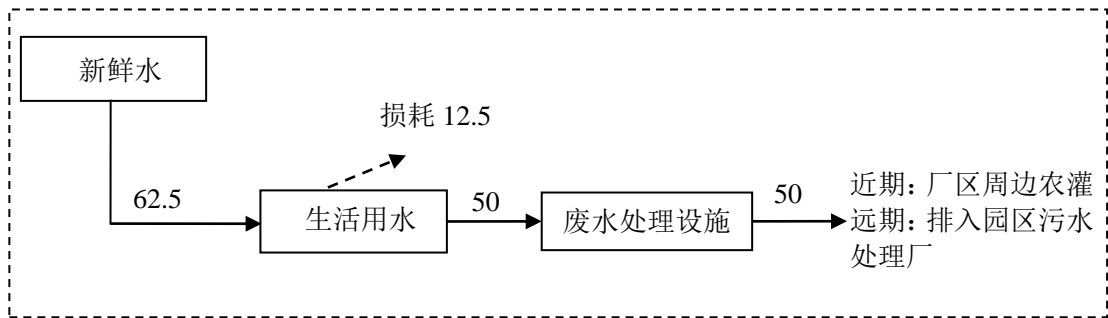 新鲜水
损耗 12.5
62.5
生活用水
50
废水处理设施
50
近期：厂区周边农灌
远期：排入园区污水
处理厂